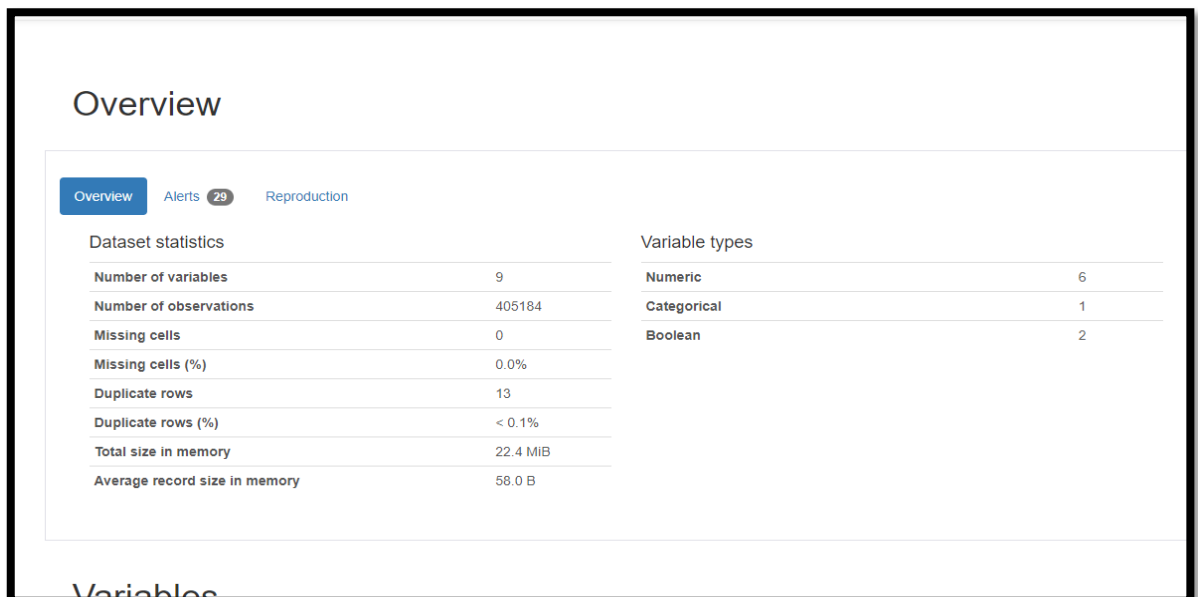 Overview
Overview Alerts 29 Reproduction
Dataset statistics
Number of variables 9
Number of observations 405184
Missing cells 0
Missing cells (%) 0.0%
Duplicate rows 13
Duplicate rows (%) < 0.1%
Total size in memory 22.4 MiB
Average record size in memory 58.0 B
Variable types
Numeric 6
Categorical 1
Boolean 2
Variables